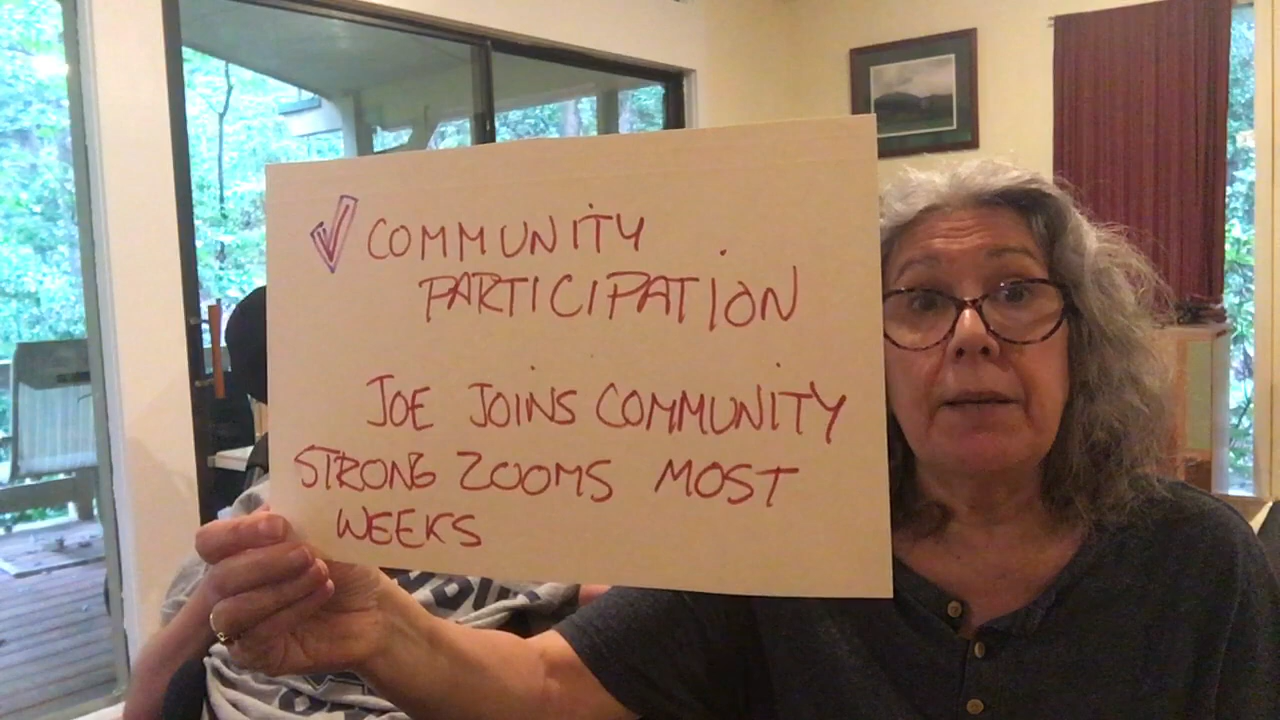 ✓ COMMUNITY
PARTICIPATION
JOE JOINS COMMUNITY
STRONG ZOOMS MOST
WEEKS